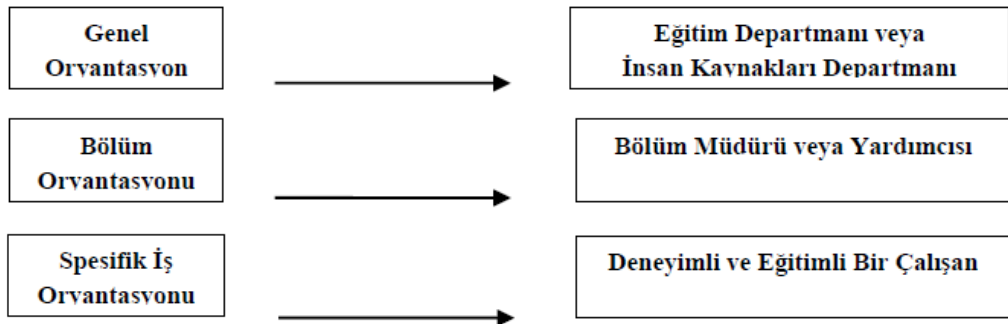 Genel
Oryantasyon
Eğitim Departmanı veya
İnsan Kaynakları Departmanı
Bölüm
Oryantasyonu
Bölüm Müdürü veya Yardımcısı
Spesifik İş
Oryantasyonu
Deneyimli ve Eğitimli Bir Çalışan